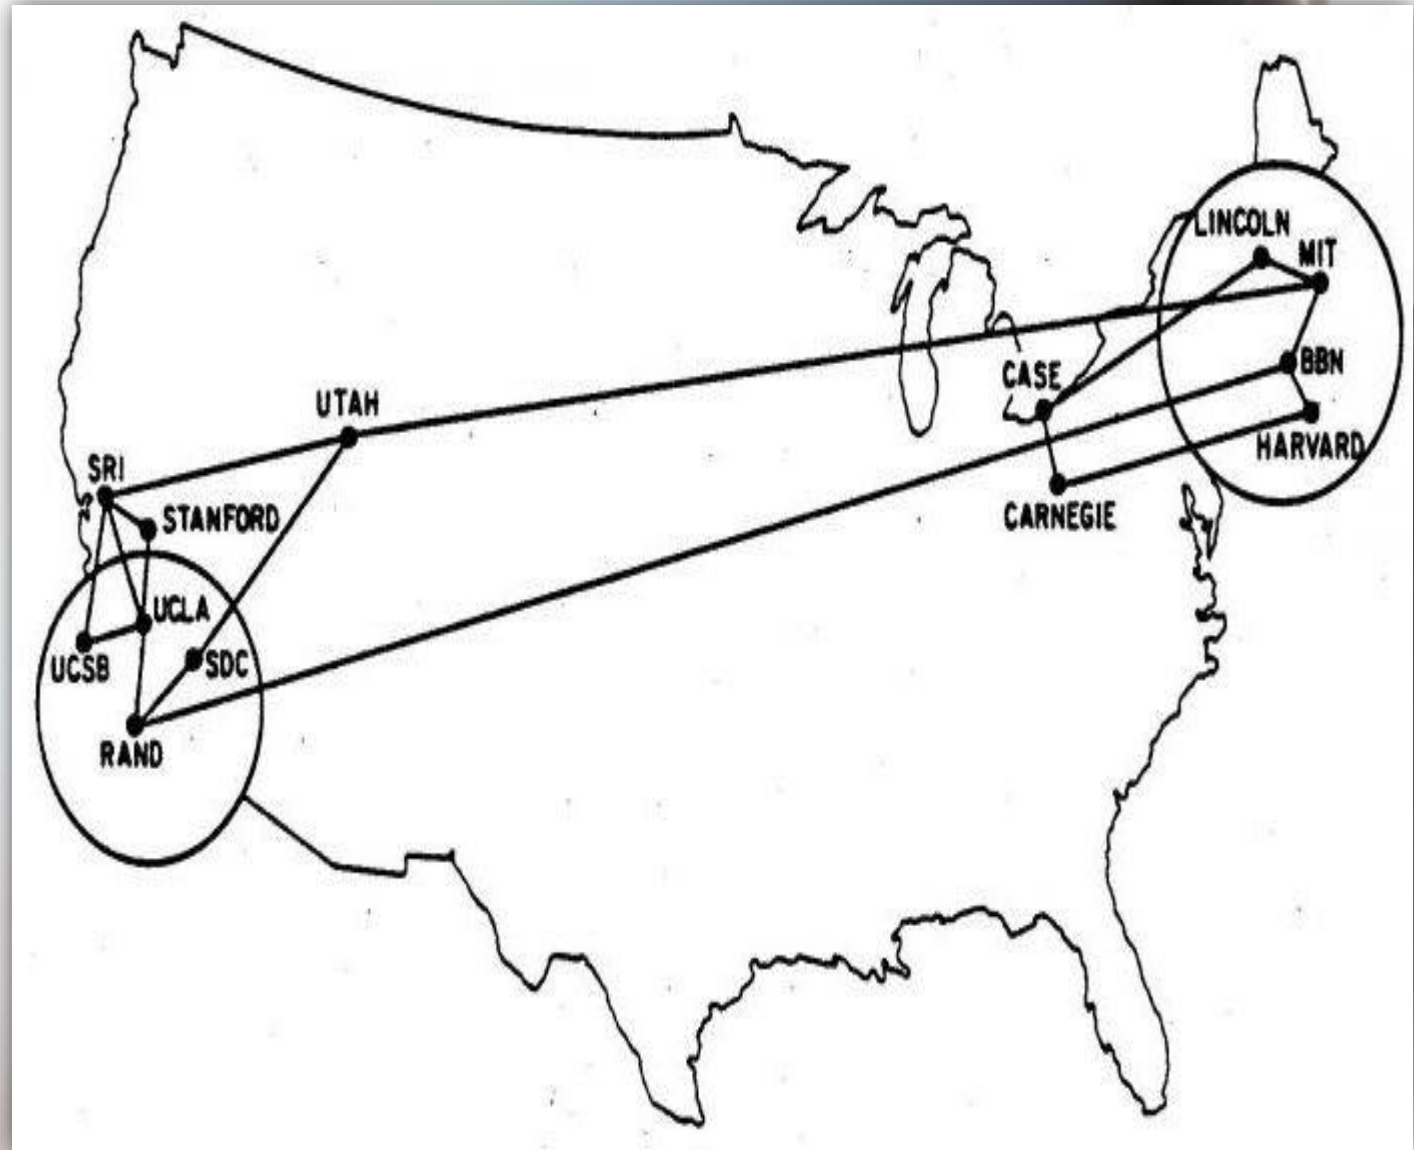 LINCOLN
MIT
CASE
BBN
UTAH
HARVARD
SRI
STANFORD
CARNEGIE
UCLA
UCSB
SDC
RAND